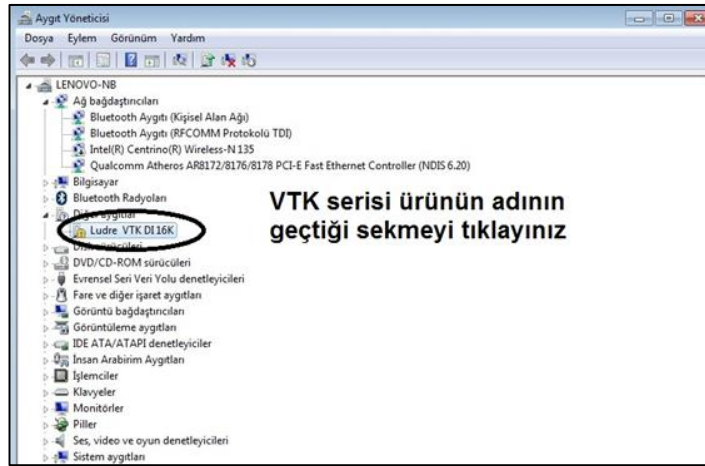 Aygıt Yöneticisi
Dosya Eylem Görünüm Yardım
LENOVO-NB
Ağ bağdaştırıcıları
Bluetooth Aygıtı (Kişisel Alan Ağı)
Bluetooth Aygıtı (RFCOMM Protokolü TDI)
Intel(R) Centrino(R) Wireless-N 135
Qualcomm Atheros AR8172/8176/8178 PCI-E Fast Ethernet Controller (NDIS 6.20)
Bilgisayar
Bluetooth Radyoları
Diğer aygıtlar
Ludre VTK DI 16K
Disk sürücüleri
DVD/CD-ROM sürücüleri
Evrensel Seri Veri Yolu denetleyicileri
Fare ve diğer işaret aygıtları
Görüntü bağdaştırıcıları
Görüntüleme aygıtları
IDE ATA/ATAPI denetleyiciler
İnsan Arabirim Aygıtları
İşlemciler
Klavyeler
Monitörler
Piller
Ses, video ve oyun denetleyicileri
Sistem aygıtları
VTK serisi ürünün adının
geçtiği sekmeyi tıklayınız